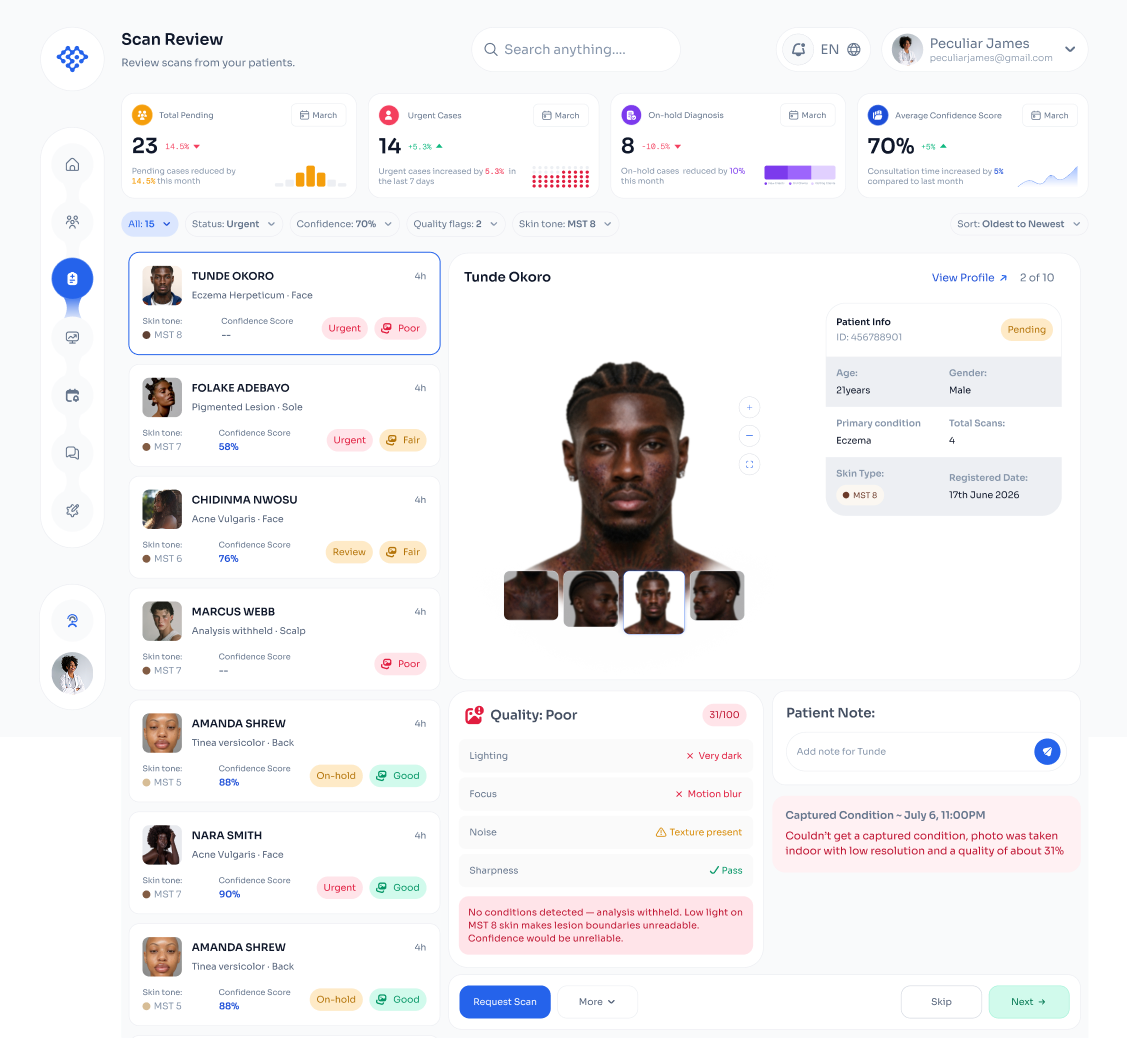 Scan Review
Review scans from your patients.
Search anything....
EN
Peculiar James
peculiarjames@gmail.com
Total Pending
March
23
14.5%
Pending cases reduced by
14.5% this month
Urgent Cases
March
14
+5.3%
Urgent cases increased by 5.3% in
the last 7 days
On-hold Diagnosis
March
8
-10.5%
On-hold cases reduced by 10%
this month
Average Confidence Score
March
70%
+5%
Consultation time increased by 5%
compared to last month
All: 15
Status: Urgent
Confidence: 70%
Quality flags: 2
Skin tone: MST 8
Sort: Oldest to Newest
TUNDE OKORO
4h
Eczema Herpeticum · Face
Skin tone:
Confidence Score
MST 8
--
Urgent
Poor
FOLAKE ADEBAYO
4h
Pigmented Lesion · Sole
Skin tone:
Confidence Score
MST 7
58%
Urgent
Fair
CHIDINMA NWOSU
4h
Acne Vulgaris · Face
Skin tone:
Confidence Score
MST 6
76%
Review
Fair
MARCUS WEBB
4h
Analysis withheld · Scalp
Skin tone:
Confidence Score
MST 7
--
Poor
AMANDA SHREW
4h
Tinea versicolor · Back
Skin tone:
Confidence Score
MST 5
88%
On-hold
Good
NARA SMITH
4h
Acne Vulgaris · Face
Skin tone:
Confidence Score
MST 7
90%
Urgent
Good
AMANDA SHREW
4h
Tinea versicolor · Back
Skin tone:
Confidence Score
MST 5
88%
On-hold
Good
Tunde Okoro
View Profile
2 of 10
Patient Info
ID: 456788901
Pending
Age:
Gender:
21years
Male
Primary condition
Total Scans:
Eczema
4
Skin Type:
Registered Date:
MST 8
17th June 2026
Quality: Poor
31/100
Lighting
Very dark
Focus
Motion blur
Noise
Texture present
Sharpness
Pass
No conditions detected — analysis withheld. Low light on
MST 8 skin makes lesion boundaries unreadable.
Confidence would be unreliable.
Patient Note:
Add note for Tunde
Captured Condition ~ July 6, 11:00PM
Couldn't get a captured condition, photo was taken
indoor with low resolution and a quality of about 31%
Request Scan
More
Skip
Next →